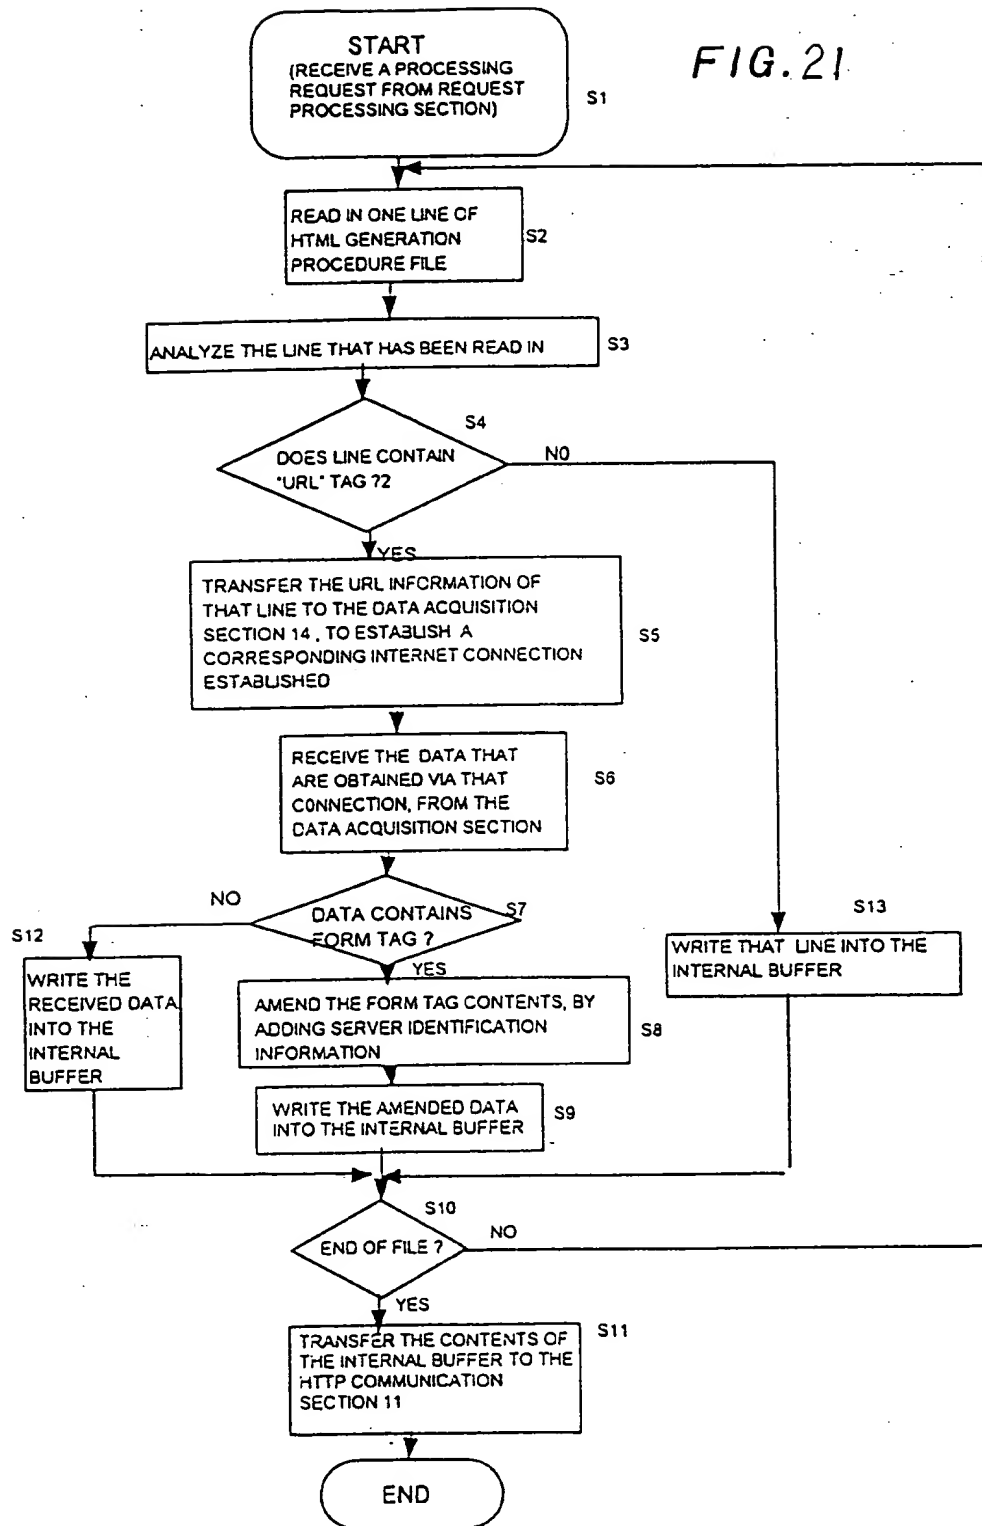 START
(RECEIVE A PROCESSING
REQUEST FROM REQUEST
PROCESSING SECTION)
S1
FIG. 21
READ IN ONE LINE OF
HTML GENERATION
PROCEDURE FILE
S2
ANALYZE THE LINE THAT HAS BEEN READ IN
S3
S4
DOES LINE CONTAIN
"URL" TAG ?2
NO
YES
TRANSFER THE URL INFORMATION OF
THAT LINE TO THE DATA ACQUISITION
SECTION 14 , TO ESTABLISH A
CORRESPONDING INTERNET CONNECTION
ESTABLISHED
S5
RECEIVE THE DATA THAT
ARE OBTAINED VIA THAT
CONNECTION, FROM THE
DATA ACQUISITION SECTION
S6
NO
DATA CONTAINS
FORM TAG ?
S7
YES
S12
WRITE THE
RECEIVED DATA
INTO THE
INTERNAL
BUFFER
AMEND THE FORM TAG CONTENTS, BY
ADDING SERVER IDENTIFICATION
INFORMATION
S8
S13
WRITE THAT LINE INTO THE
INTERNAL BUFFER
WRITE THE AMENDED DATA
INTO THE INTERNAL BUFFER
S9
S10
END OF FILE ?
NO
YES
TRANSFER THE CONTENTS OF
THE INTERNAL BUFFER TO THE
HTTP COMMUNICATION
SECTION 11
S11
END